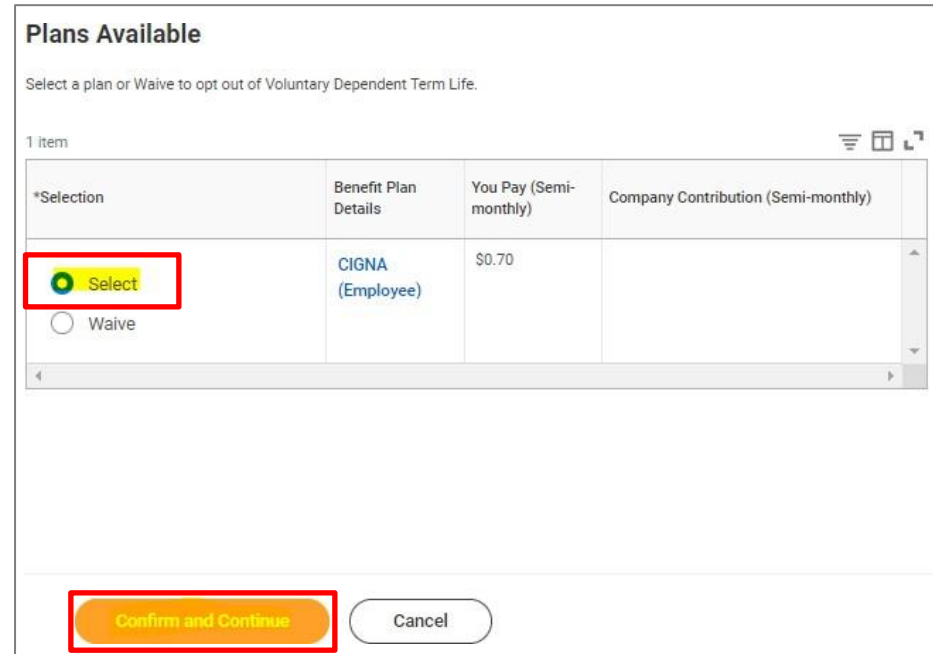 Plans Available
Select a plan or Waive to opt out of Voluntary Dependent Term Life.
1 item
*Selection
Benefit Plan
Details
You Pay (Semi-
monthly)
Company Contribution (Semi-monthly)
Select
Waive
CIGNA
(Employee)
$0.70
Confirm and Continue
Cancel